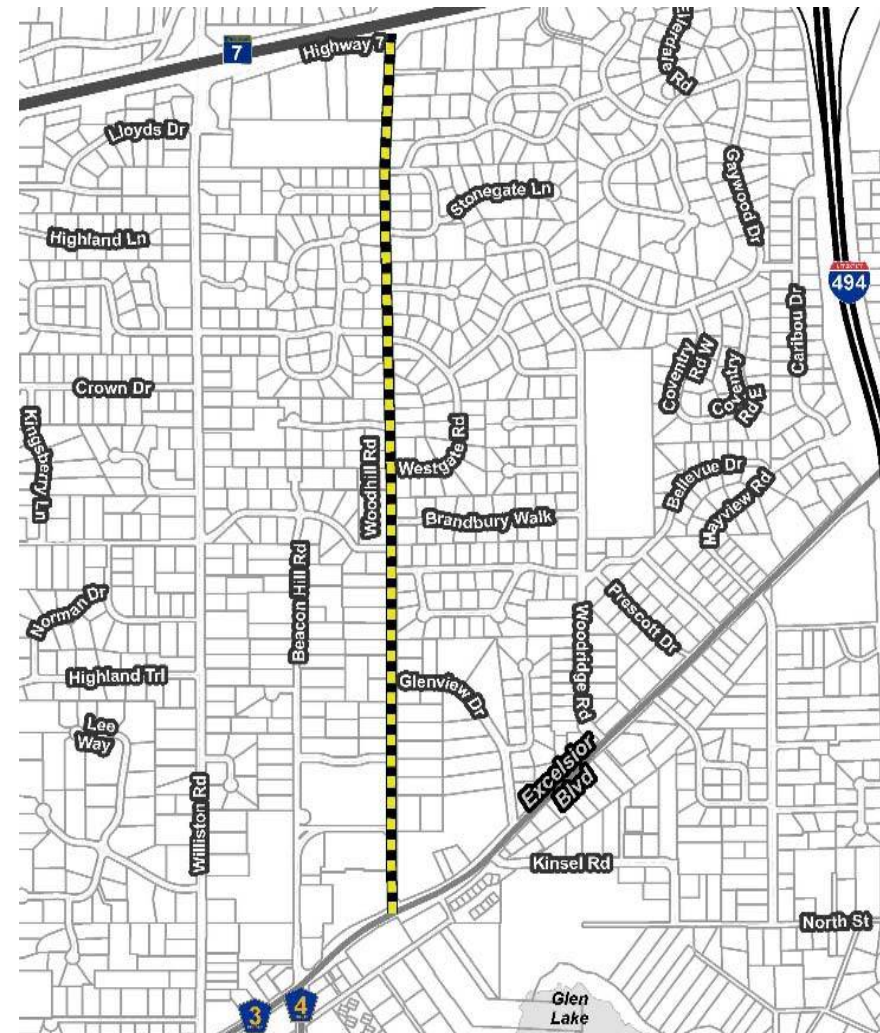 7
Highway 7
Lloyds Dr
Gaywood Dr
Stonegate Ln
Highland Ln
INTERSTATE
494
Caribou Dr
Coventry
Rd W
Coventry
Rd E
Crown Dr
Kingsberry
Ln
Woodhill Rd
Westgate Rd
Bellevue Dr
Mayview Rd
Brandbury Walk
Beacon Hill Rd
Norman Dr
Prescott Dr
Woodridge Rd
Highland Trl
Glenview Dr
Lee
Way
Excelsior
Blvd
Williston Rd
Kinsel Rd
North St
Glen
Lake
3
4